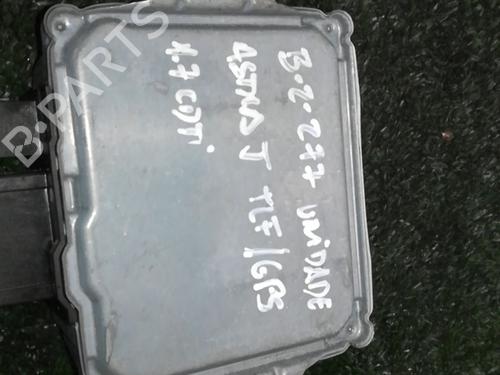 B.2.277 UNIDADE
ASTRA J TLF/GPS
1.7 CDTi
B-PARTS